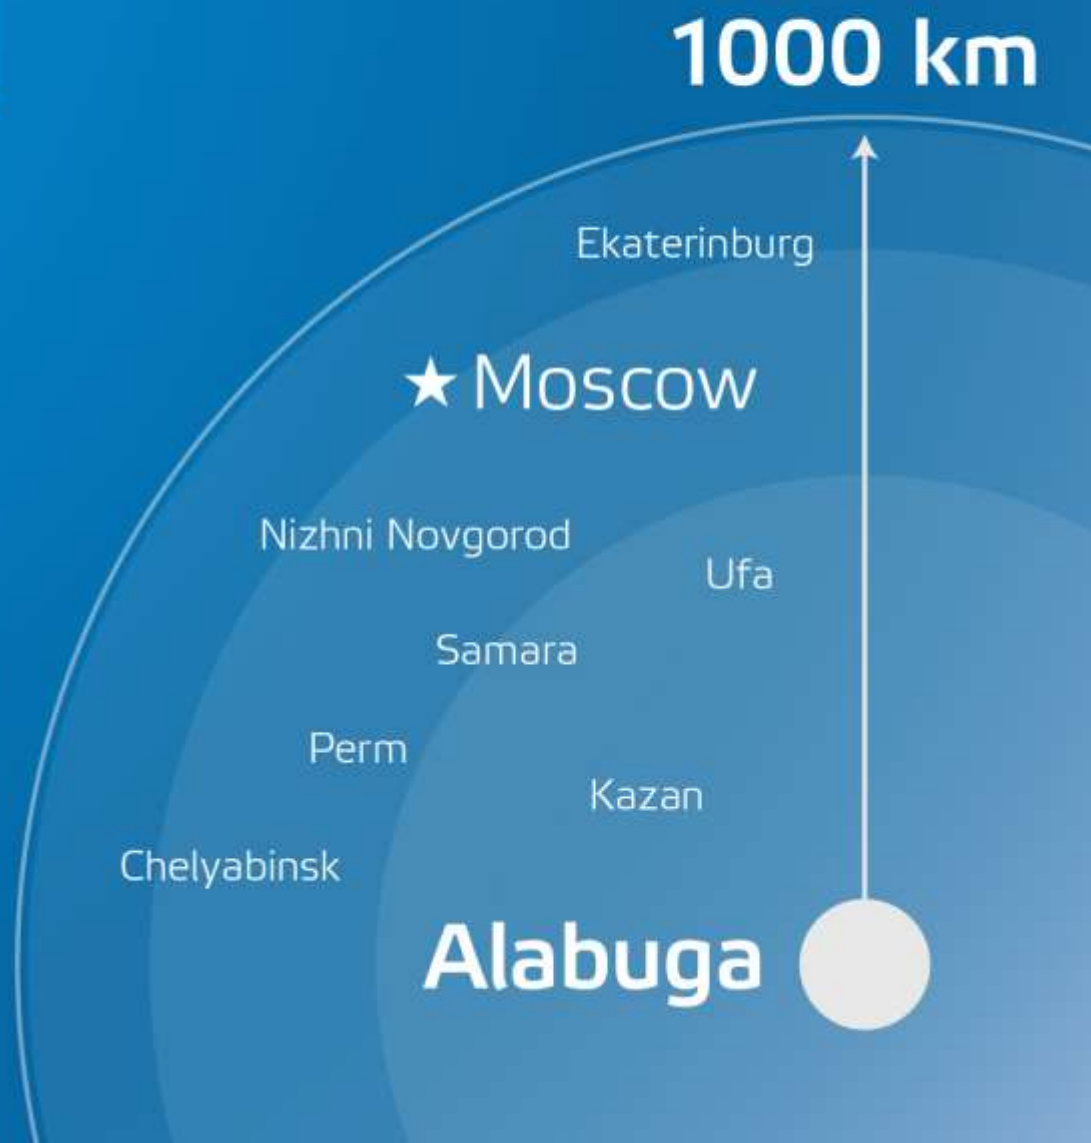 1000 km
Ekaterinburg
Moscow
Nizhni Novgorod
Ufa
Samara
Perm
Kazan
Chelyabinsk
Alabuga